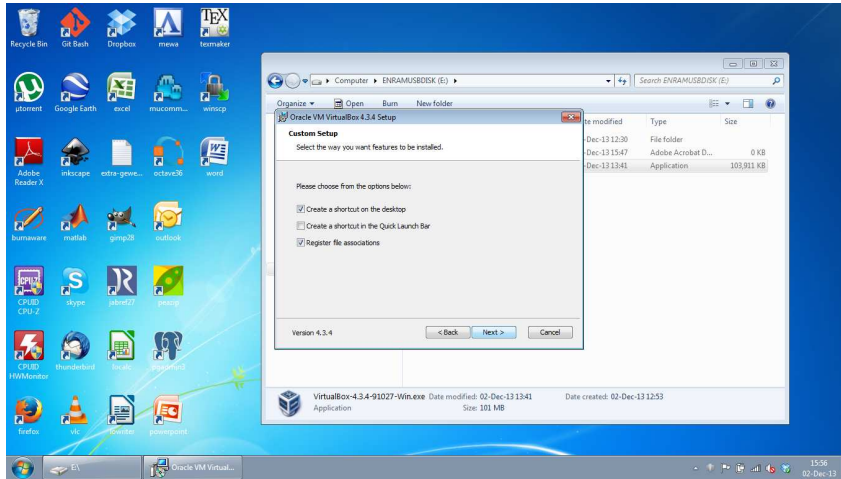 Recycle Bin
Git Bash
Dropbox
mewa
texmaker
µtorrent
Google Earth
excel
mucomm...
winscp
Adobe
Reader X
inkscape
extra-gewe...
octave36
word
burnaware
matlab
gimp28
outlook
CPUID
CPU-Z
skype
jabref27
CPUID
HWMonitor
thunderbird
localc
firefox
vlc
lowriter
powerpoint
Computer
ENRAMUSBDISK (E:)
Search ENRAMUSBDISK (E:)
Organize
Open
Burn
New folder
te modified
Type
Size
-Dec-13 12:30
File folder
-Dec-13 15:47
Adobe Acrobat D...
0 KB
-Dec-13 13:41
Application
103,911 KB
Oracle VM VirtualBox 4.3.4 Setup
Custom Setup
Select the way you want features to be installed.
Please choose from the options below:
Create a shortcut on the desktop
Create a shortcut in the Quick Launch Bar
Register file associations
Version 4.3.4
< Back
Next >
Cancel
VirtualBox-4.3.4-91027-Win.exe Date modified: 02-Dec-13 13:41
Date created: 02-Dec-13 12:53
Application
Size: 101 MB
E:\
Oracle VM Virtual...
15:56
02-Dec-13